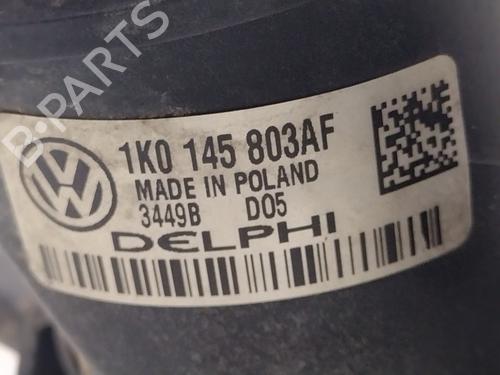 B-PARTS
1K0 145 803AF
MADE IN POLAND
3449B D05
DELPHI